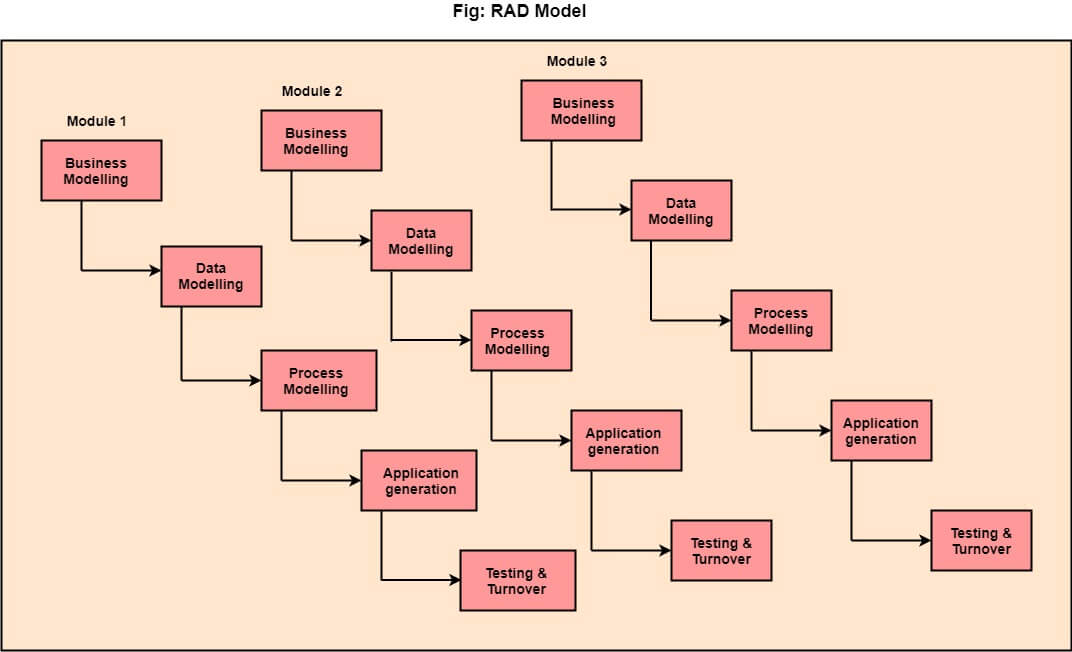 Fig: RAD Model
Module 1
Business
Modelling
Data
Modelling
Process
Modelling
Application
generation
Testing &
Turnover
Module 2
Business
Modelling
Data
Modelling
Process
Modelling
Application
generation
Testing &
Turnover
Module 3
Business
Modelling
Data
Modelling
Process
Modelling
Application
generation
Testing &
Turnover